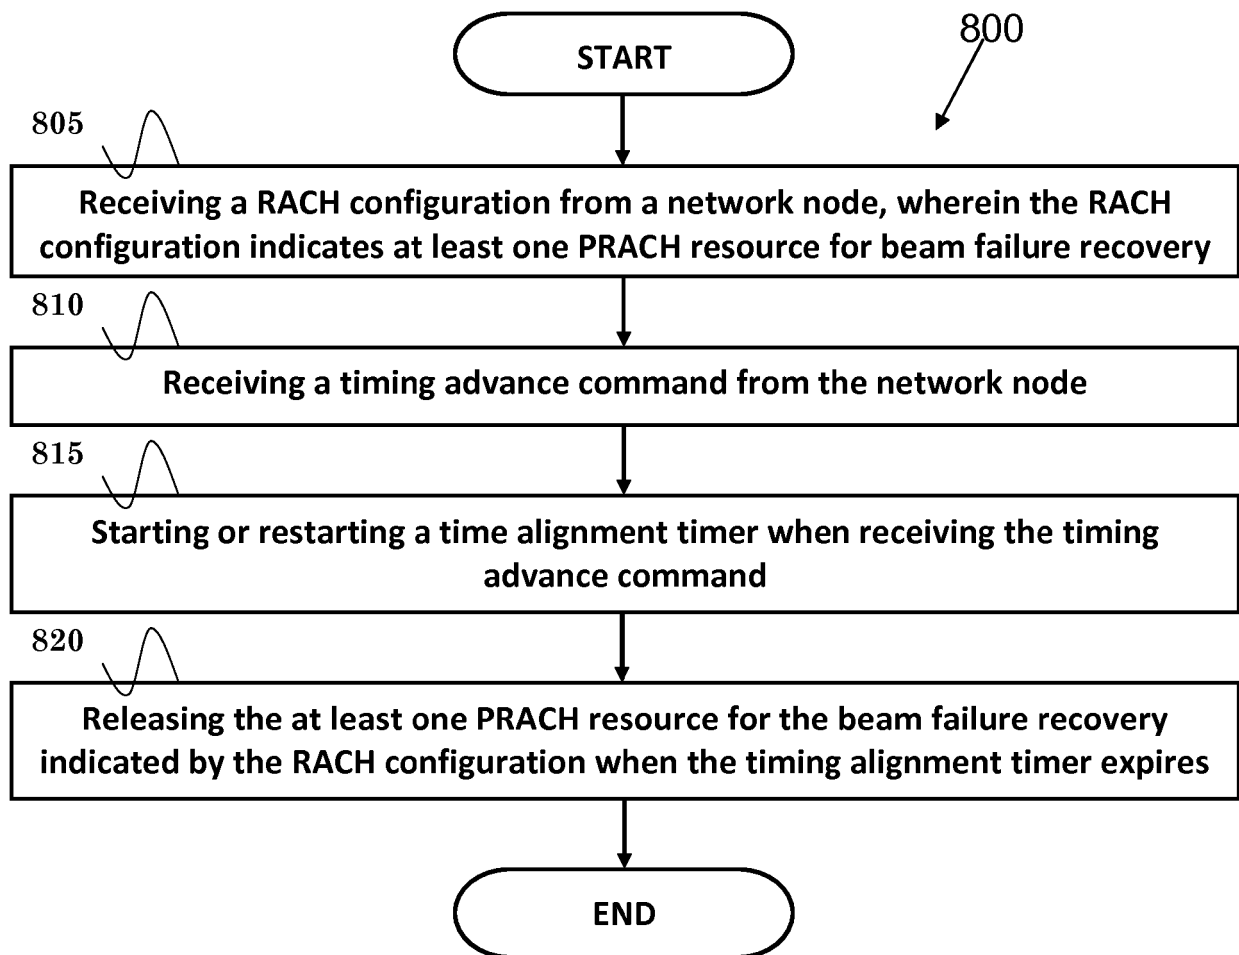 START
800
805
Receiving a RACH configuration from a network node, wherein the RACH
configuration indicates at least one PRACH resource for beam failure recovery
810
Receiving a timing advance command from the network node
815
Starting or restarting a time alignment timer when receiving the timing
advance command
820
Releasing the at least one PRACH resource for the beam failure recovery
indicated by the RACH configuration when the timing alignment timer expires
END